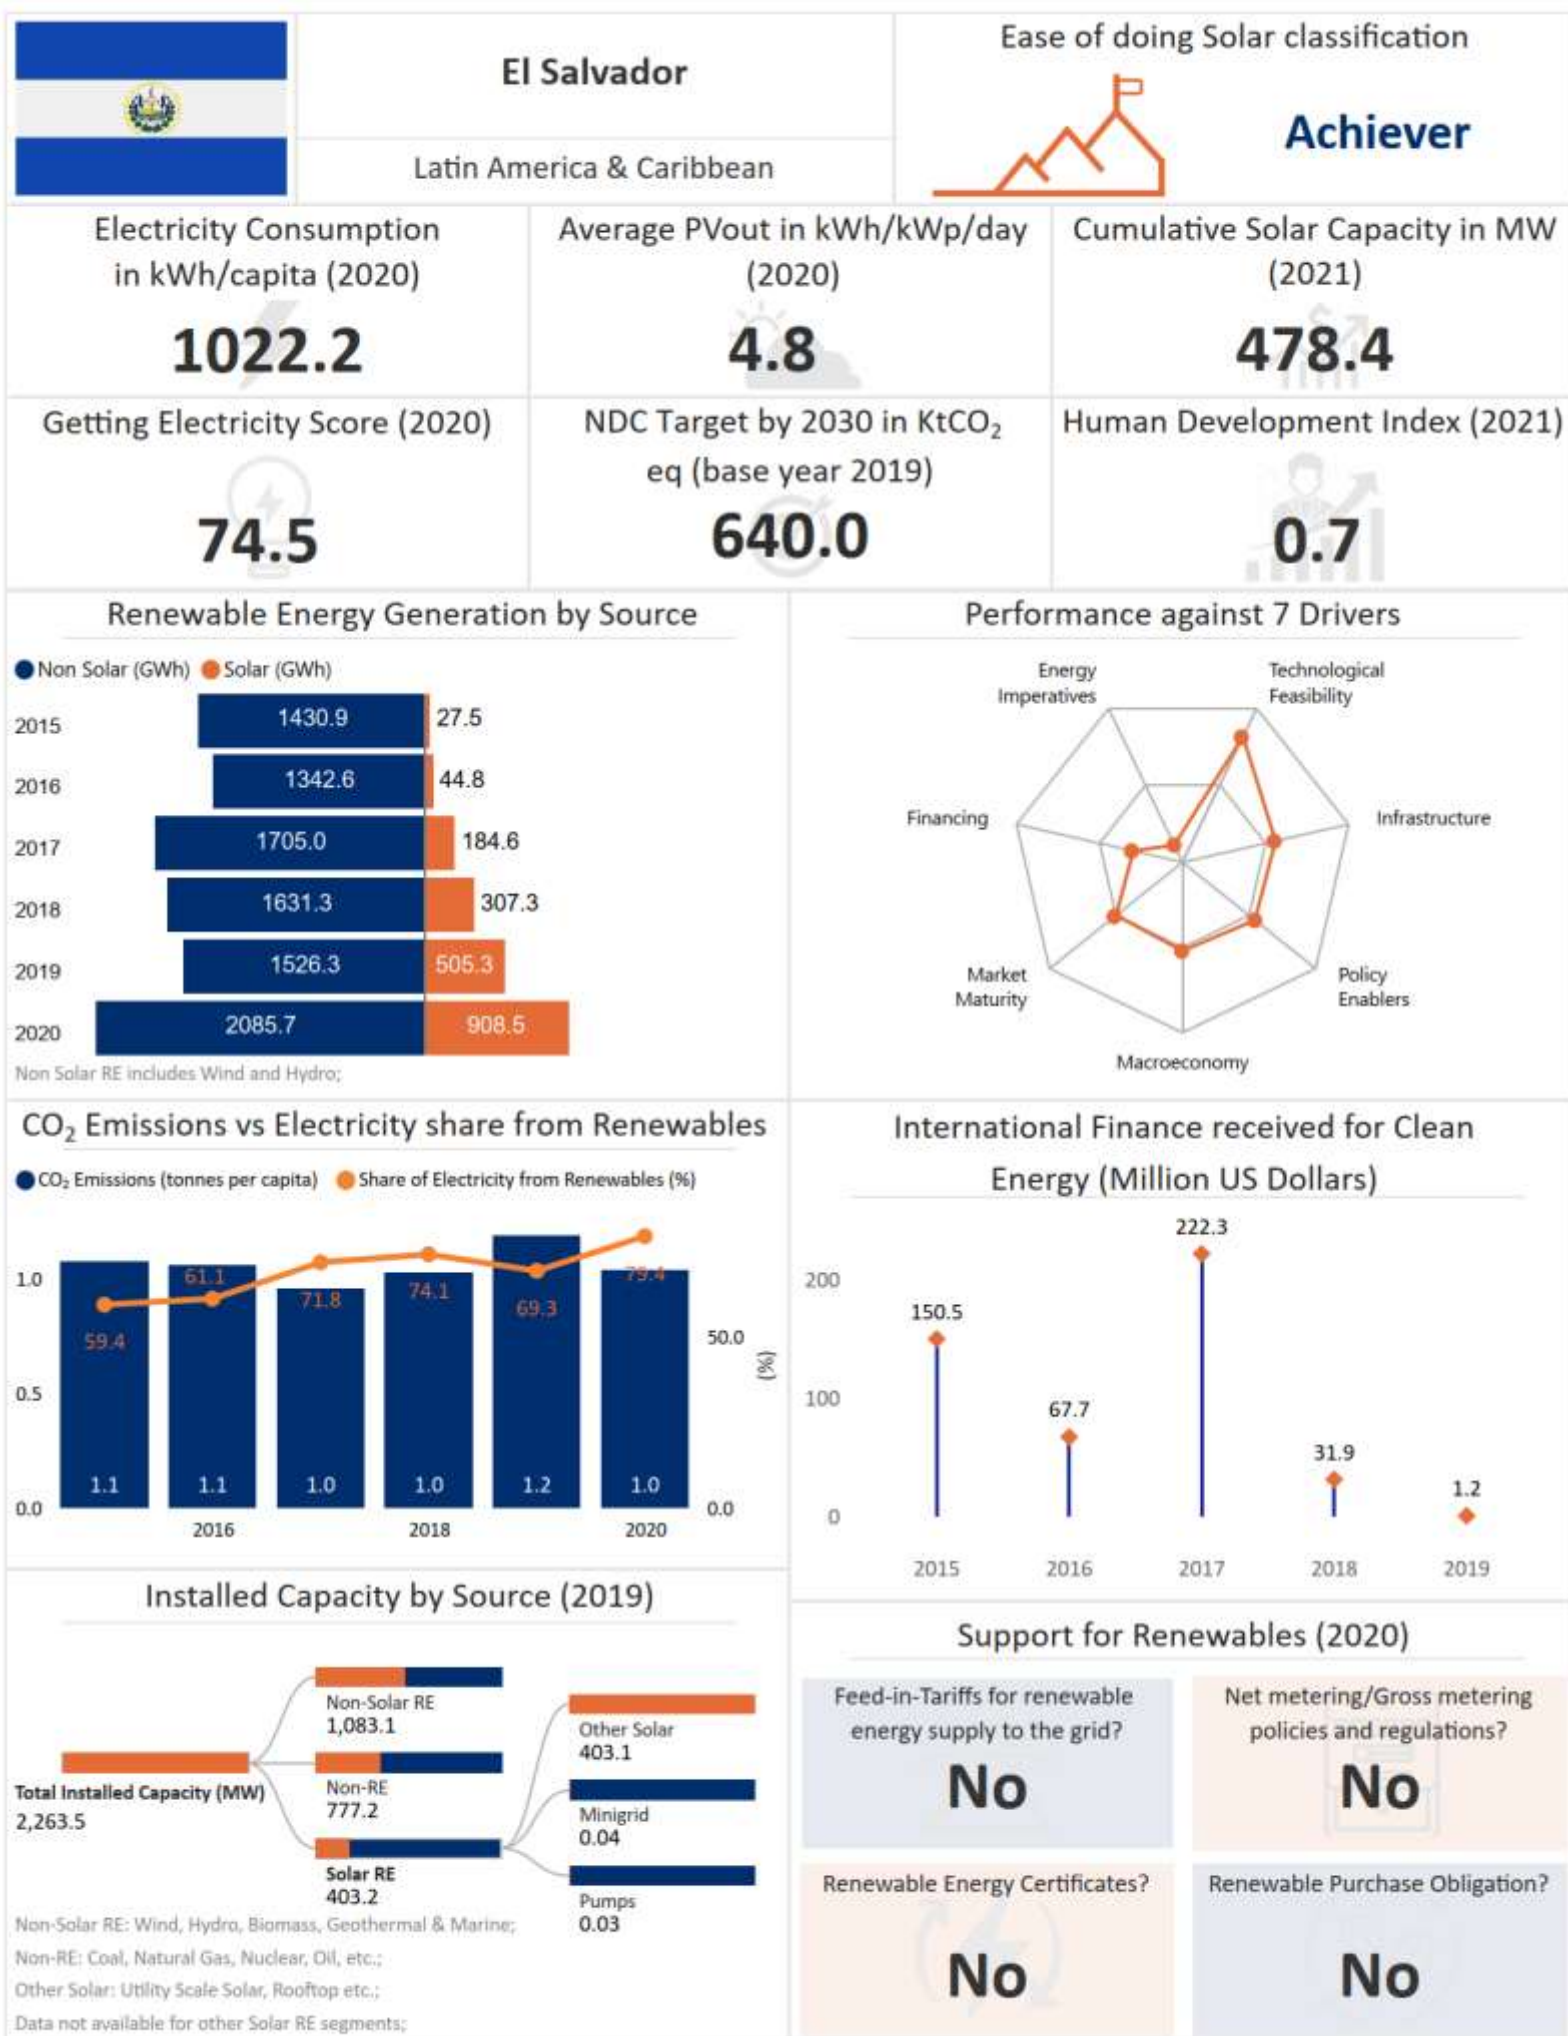 El Salvador
Latin America & Caribbean
Ease of doing Solar classification
Achiever
Electricity Consumption
in kWh/capita (2020)
1022.2
Average PVout in kWh/kWp/day
(2020)
4.8
Cumulative Solar Capacity in MW
(2021)
478.4
Getting Electricity Score (2020)
74.5
NDC Target by 2030 in KtCO₂
eq (base year 2019)
640.0
Human Development Index (2021)
0.7
Renewable Energy Generation by Source
Non Solar (GWh) Solar (GWh)
2015 1430.9 27.5
2016 1342.6 44.8
2017 1705.0 184.6
2018 1631.3 307.3
2019 1526.3 505.3
2020 2085.7 908.5
Non Solar RE includes Wind and Hydro;
Performance against 7 Drivers
Energy
Imperatives
Technological
Feasibility
Financing
Infrastructure
Market
Maturity
Policy
Enablers
Macroeconomy
CO₂ Emissions vs Electricity share from Renewables
CO₂ Emissions (tonnes per capita) Share of Electricity from Renewables (%)
1.0
0.5
0.0
59.4
61.1
71.8
74.1
69.3
79.4
50.0
0.0
(%)
1.1 1.1 1.0 1.0 1.2 1.0
2016 2018 2020
International Finance received for Clean
Energy (Million US Dollars)
200
100
0
150.5
67.7
222.3
31.9
1.2
2015 2016 2017 2018 2019
Installed Capacity by Source (2019)
Total Installed Capacity (MW)
2,263.5
Non-Solar RE
1,083.1
Non-RE
777.2
Solar RE
403.2
Other Solar
403.1
Minigrid
0.04
Pumps
0.03
Non-Solar RE: Wind, Hydro, Biomass, Geothermal & Marine;
Non-RE: Coal, Natural Gas, Nuclear, Oil, etc.;
Other Solar: Utility Scale Solar, Rooftop etc.;
Data not available for other Solar RE segments;
Support for Renewables (2020)
Feed-in-Tariffs for renewable
energy supply to the grid?
No
Net metering/Gross metering
policies and regulations?
No
Renewable Energy Certificates?
No
Renewable Purchase Obligation?
No